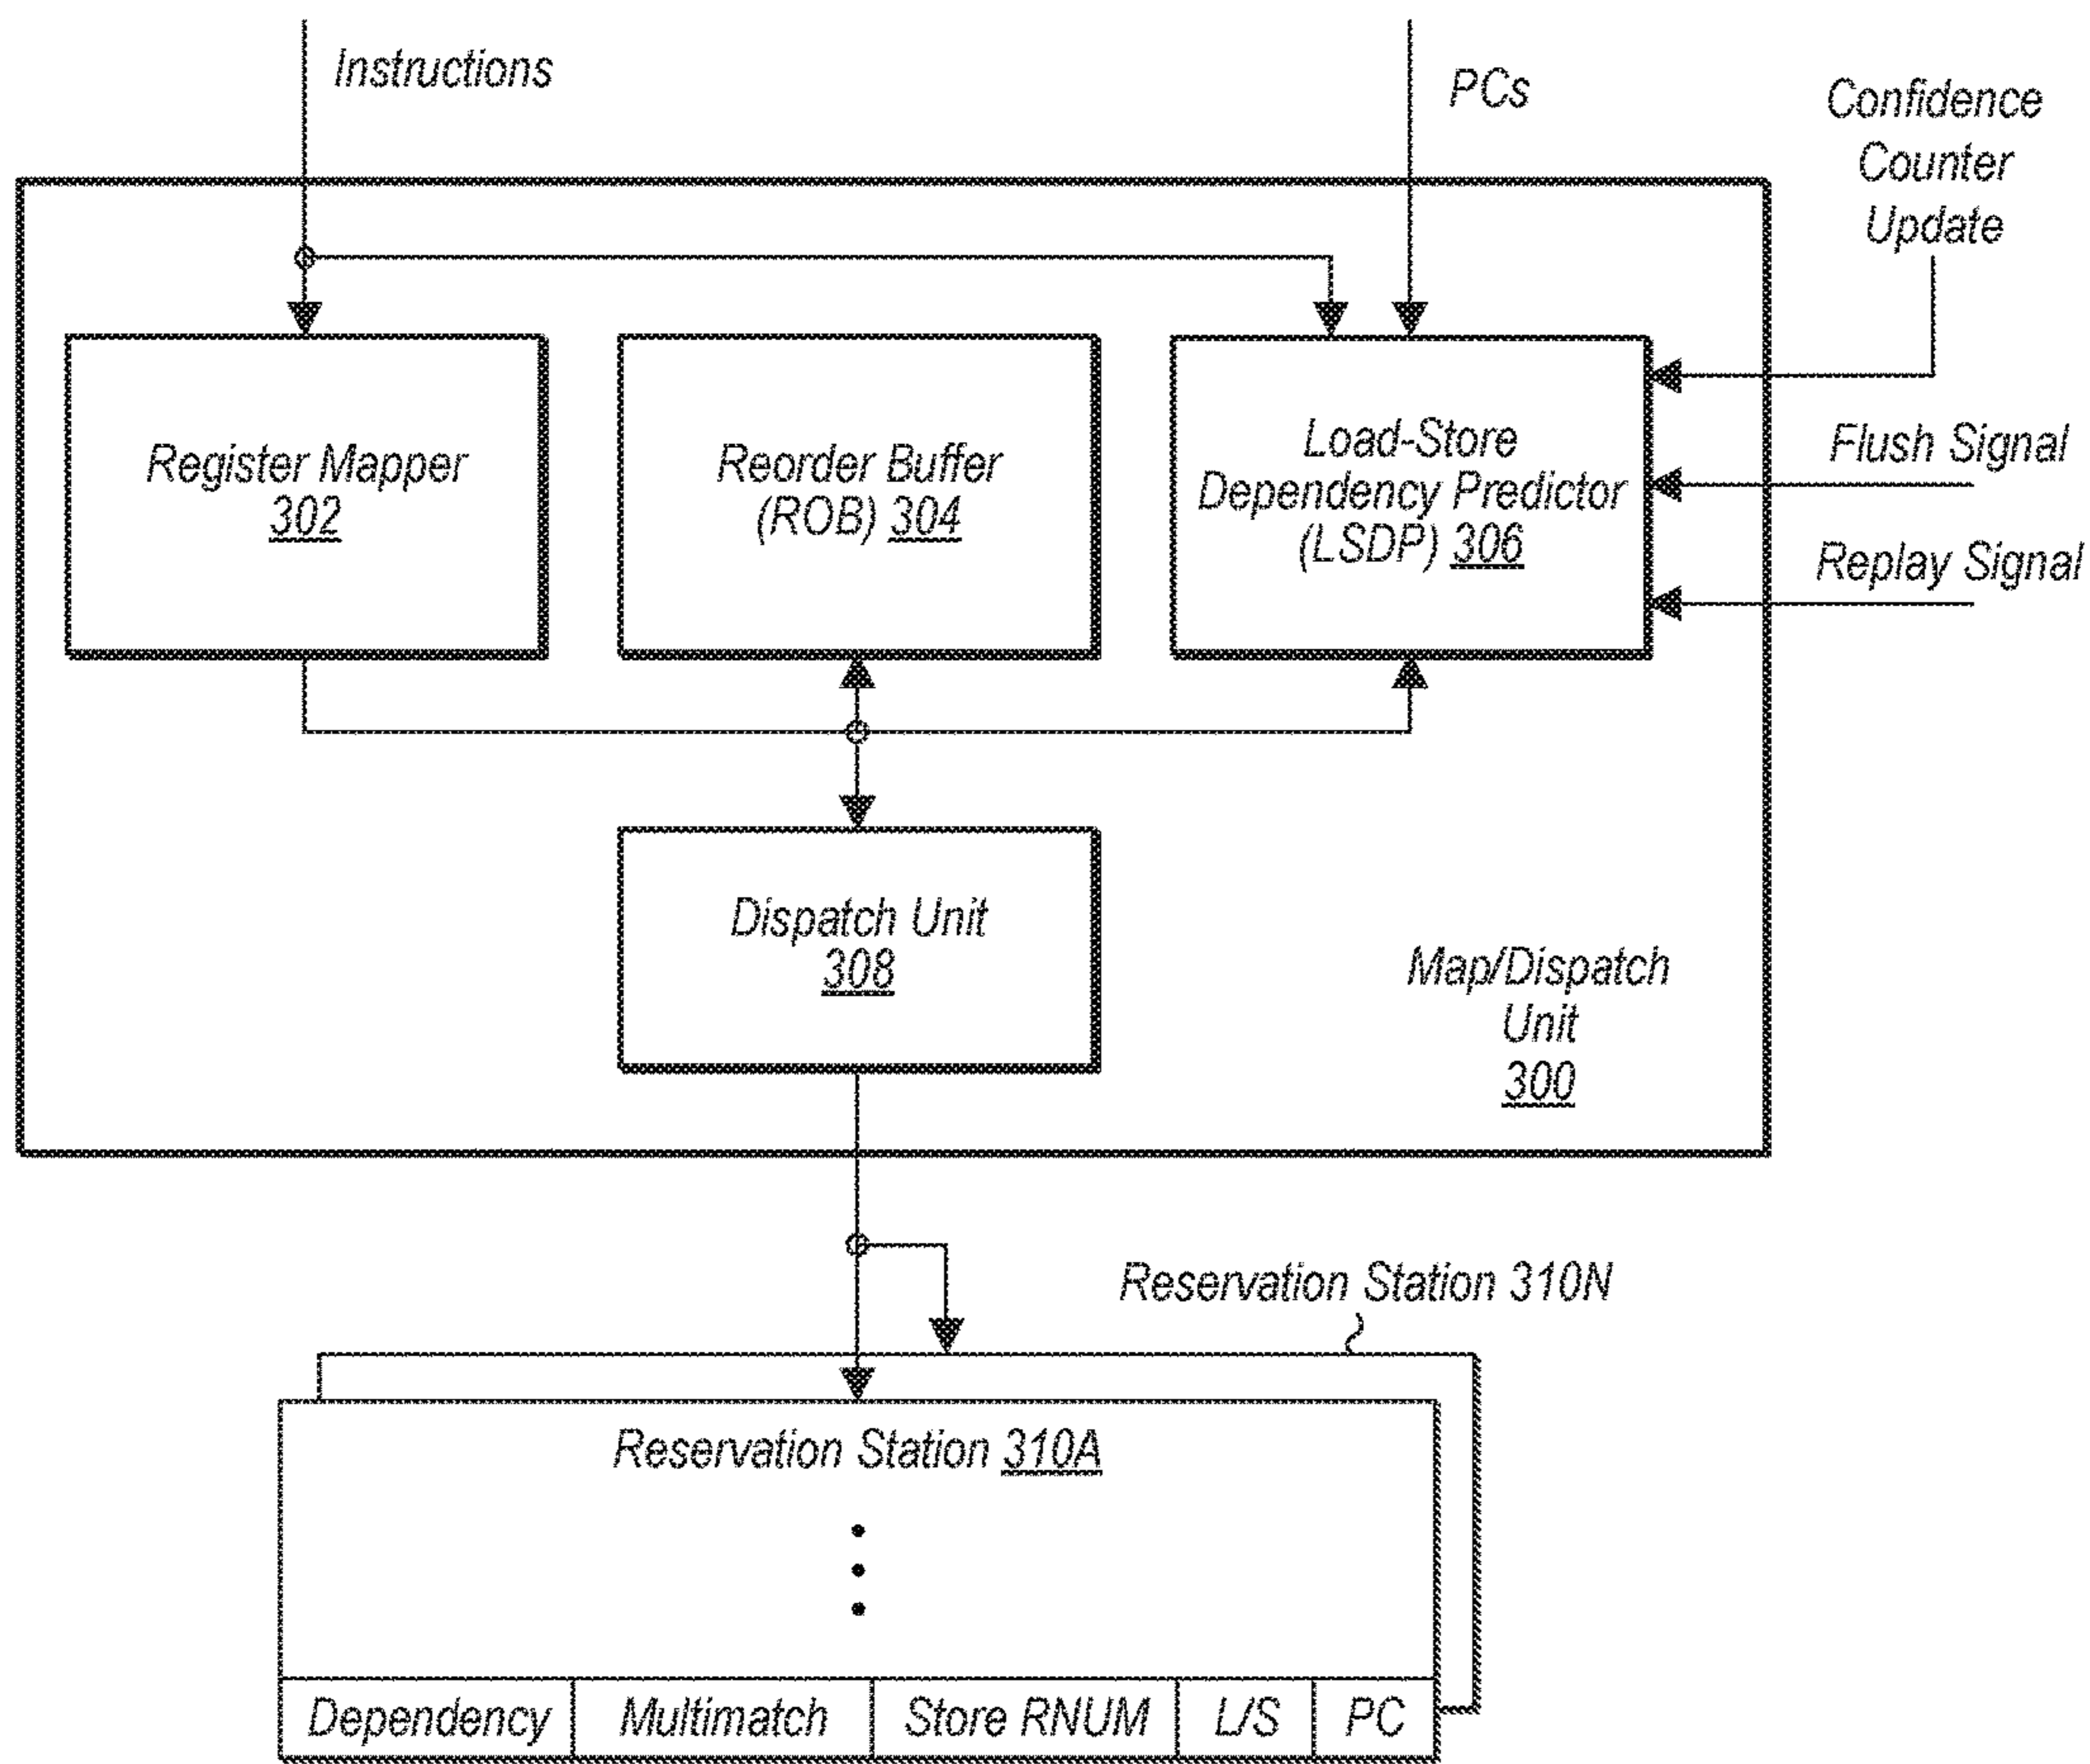 Instructions
PCs
Confidence
Counter
Update
Register Mapper
302
Reorder Buffer
(ROB) 304
Load-Store
Dependency Predictor
(LSDP) 306
Flush Signal
Replay Signal
Dispatch Unit
308
Map/Dispatch
Unit
300
Reservation Station 310N
Reservation Station 310A
Dependency Multimatch Store RNUM L/S PC